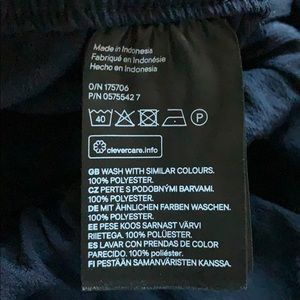 Made in Indonesia
Fabriqué en Indonésie
Hecho en Indonesia
O/N 175706
P/N 0575542 7
40 P
clevercare.info
GB WASH WITH SIMILAR COLOURS.
100% POLYESTER.
CZ PERTE S PODOBNÝMI BARVAMI.
100% POLYESTER.
DE MIT ÄHNLICHEN FARBEN WASCHEN.
100% POLYESTER.
EE PESE KOOS SARNAST VÄRVI
RIIETEGA. 100% POLÜESTER.
ES LAVAR CON PRENDAS DE COLOR
PARECIDO. 100% poliéster.
FI PESTÄÄN SAMANVÄRISTEN KANSSA.